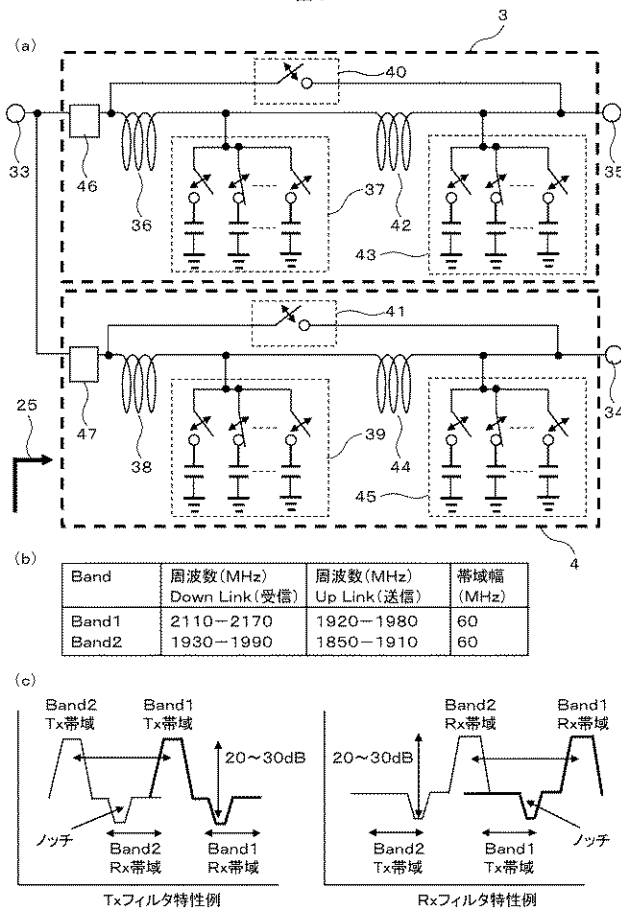 (a)
3
40
33
46
36
37
42
43
35
41
47
38
39
44
45
34
25
4
(b)
Band 周波数(MHz) Down Link(受信) 周波数(MHz) Up Link(送信) 帯域幅 (MHz)
Band1 2110-2170 1920-1980 60
Band2 1930-1990 1850-1910 60
(c)
Band2 Tx帯域
Band1 Tx帯域
20~30dB
ノッチ
Band2 Rx帯域
Band1 Rx帯域
Txフィルタ特性例
Band2 Rx帯域
Band1 Rx帯域
20~30dB
ノッチ
Band2 Tx帯域
Band1 Tx帯域
Rxフィルタ特性例